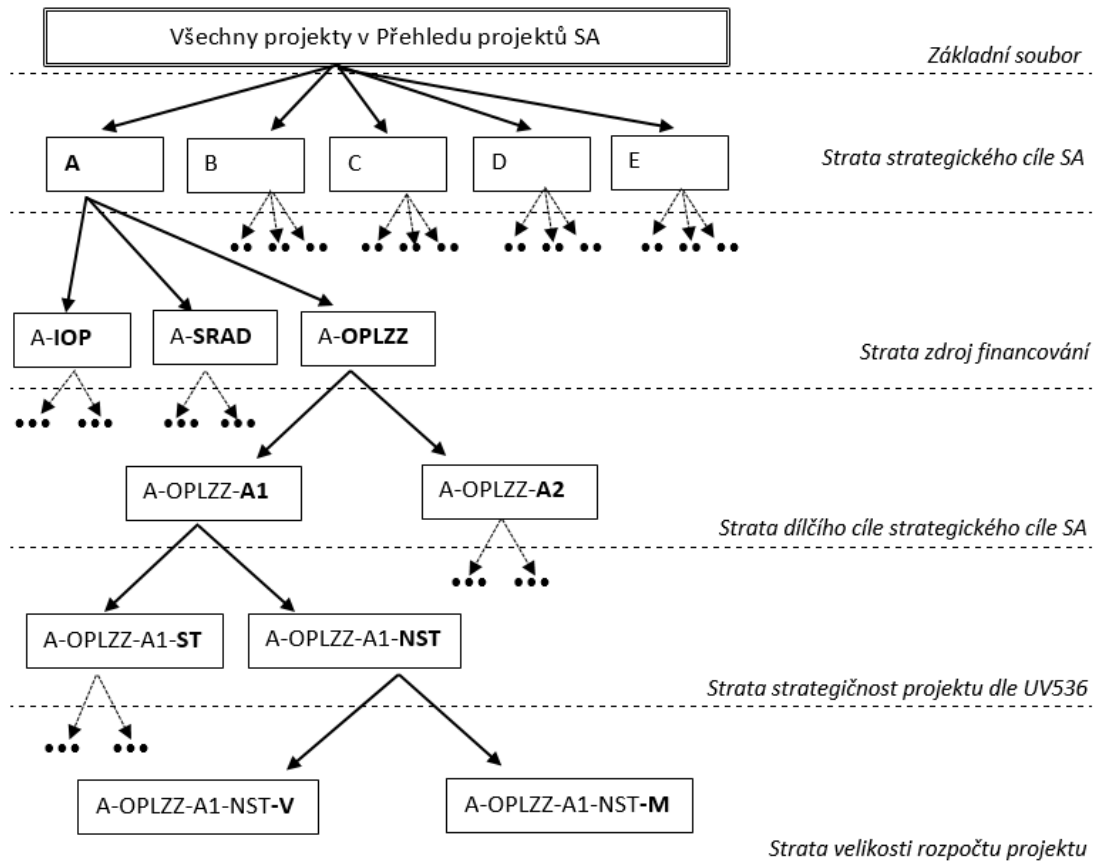 Všechny projekty v Přehledu projektů SA
Základní soubor
A
B
C
D
E
Strata strategického cíle SA
A-IOP
A-SRAD
A-OPLZZ
Strata zdroj financování
A-OPLZZ-A1
A-OPLZZ-A2
Strata dílčího cíle strategického cíle SA
A-OPLZZ-A1-ST
A-OPLZZ-A1-NST
Strata strategičnost projektu dle UV536
A-OPLZZ-A1-NST-V
A-OPLZZ-A1-NST-M
Strata velikosti rozpočtu projektu